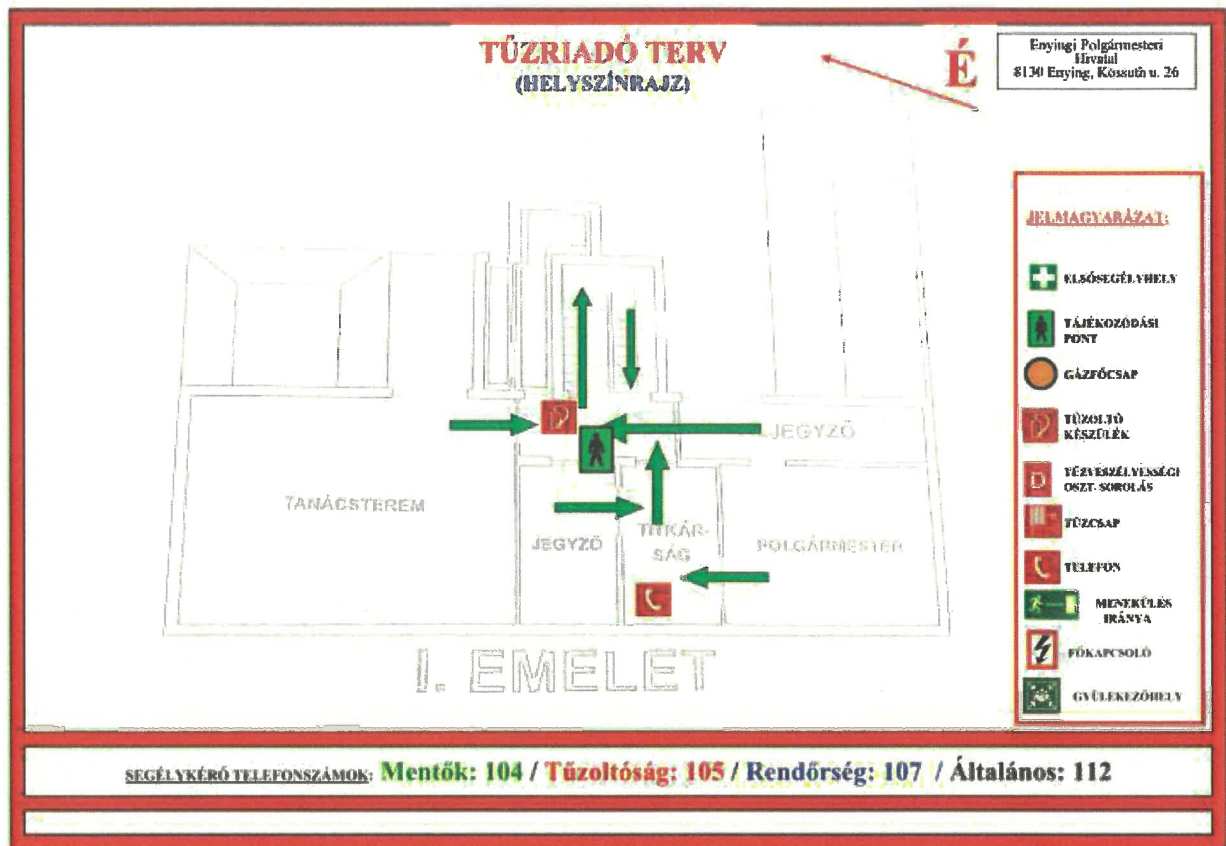 TŰZRIADÓ TERV
(HELYSZÍNRAJZ)
É
Enyingi Polgármesteri
Hivatal
8130 Enying, Kossuth u. 26
JELMAGYARÁZAT:
ELSŐSEGÉLYHELY
TÁJÉKOZÓDÁSI
PONT
GÁZFŐCSAP
TŰZOLTÓ
KÉSZÜLÉK
D
TŰZVESZÉLYESSÉGI
OSZT-SOROLÁS
TŰZCSAP
TELEFON
MENEKÜLÉS
IRÁNYA
FŐKAPCSOLÓ
GYÜLEKEZŐHELY
JEGYZŐ
TANÁCSTEREM
JEGYZŐ
TITKÁR-
SÁG
POLGÁRMESTER
I. EMELET
SEGÉLYKÉRŐ TELEFONSZÁMOK: Mentők: 104 / Tűzoltóság: 105 / Rendőrség: 107 / Általános: 112